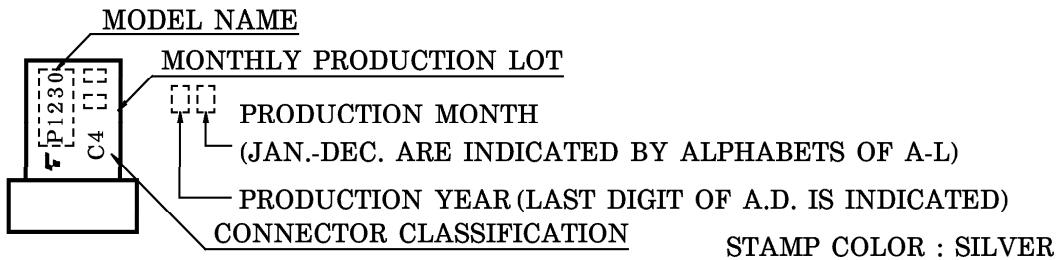 MODEL NAME
MONTHLY PRODUCTION LOT
P1230
C4
PRODUCTION MONTH
(JAN.-DEC. ARE INDICATED BY ALPHABETS OF A-L)
PRODUCTION YEAR(LAST DIGIT OF A.D. IS INDICATED)
CONNECTOR CLASSIFICATION
STAMP COLOR : SILVER